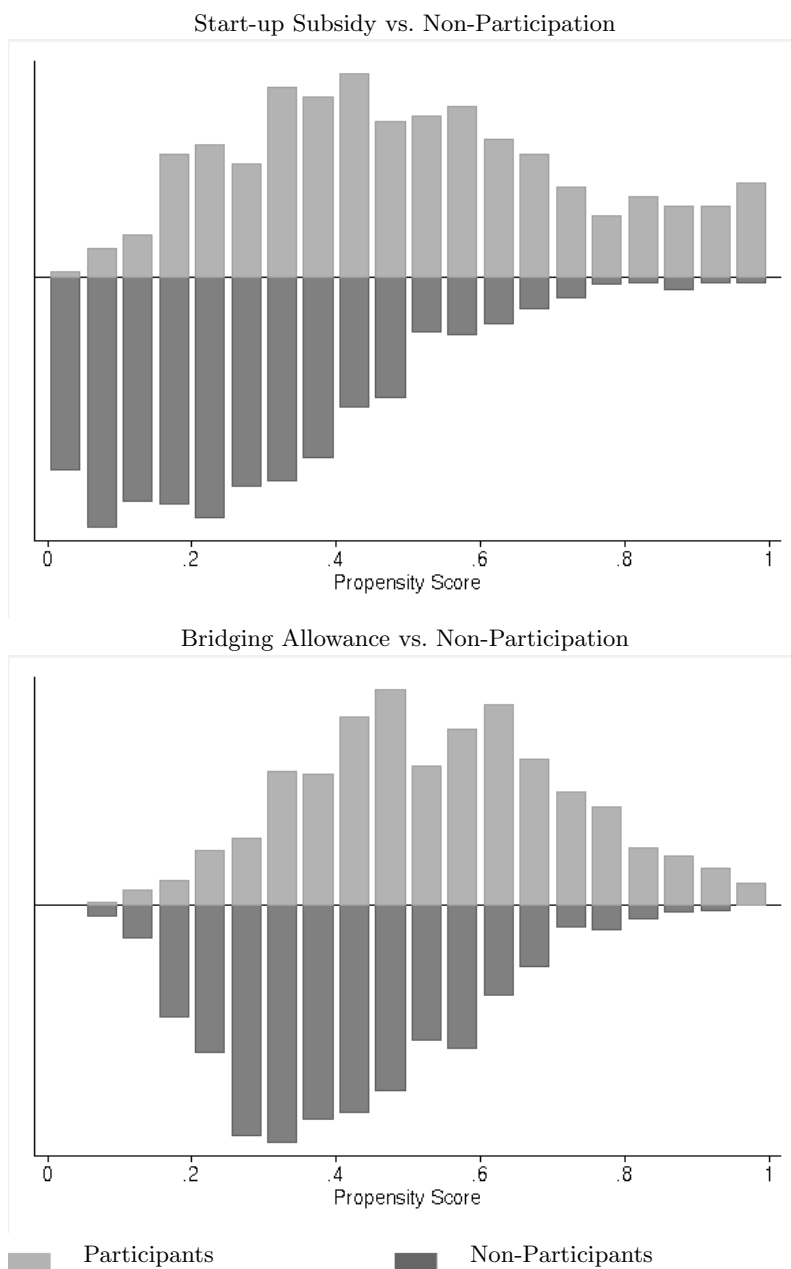 Start-up Subsidy vs. Non-Participation
0 .2 .4 .6 .8 1
Propensity Score
Bridging Allowance vs. Non-Participation
0 .2 .4 .6 .8 1
Propensity Score
Participants Non-Participants